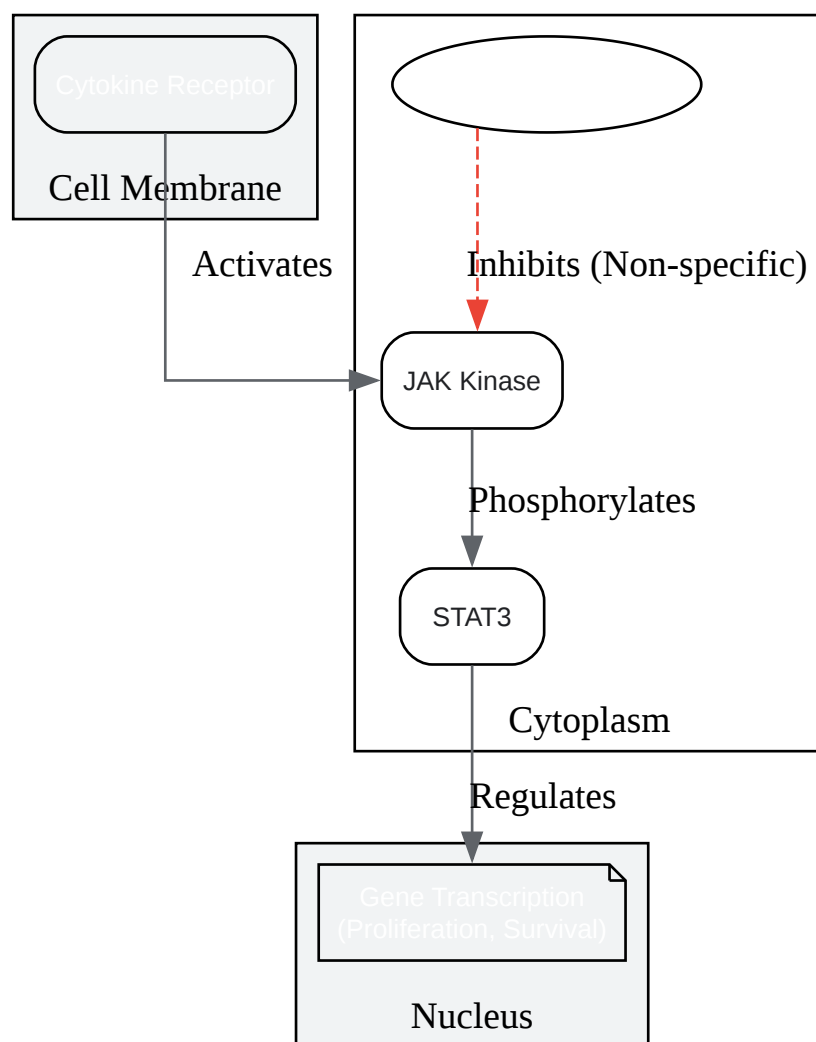 Cytokine Receptor
Cell Membrane
Activates
Inhibits (Non-specific)
JAK Kinase
Phosphorylates
STAT3
Cytoplasm
Regulates
Gene Transcription
(Proliferation, Survival)
Nucleus